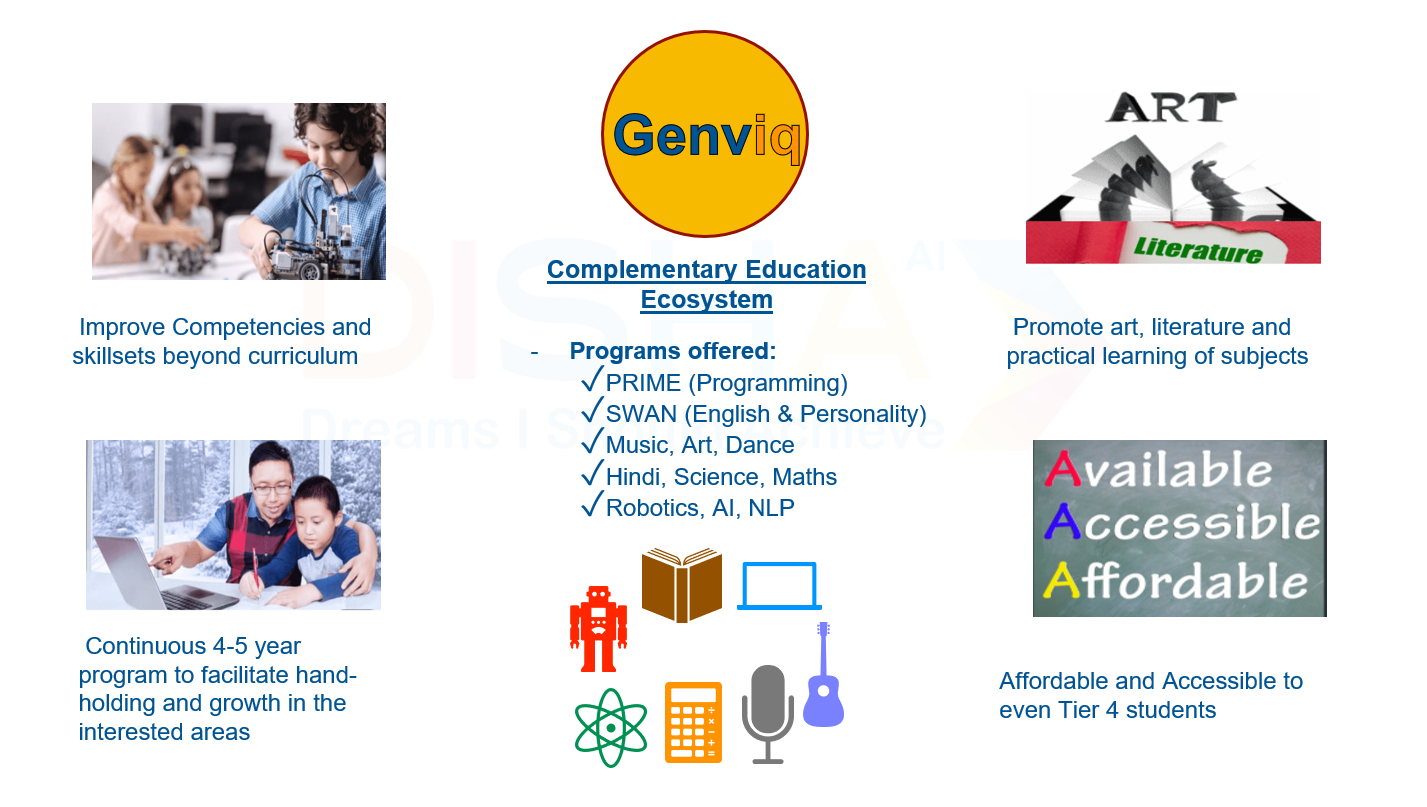 Genviq
Complementary Education
Ecosystem
- Programs offered:
✓PRIME (Programming)
✓SWAN (English & Personality)
✓Music, Art, Dance
✓Hindi, Science, Maths
✓Robotics, AI, NLP
Improve Competencies and
skillsets beyond curriculum
Continuous 4-5 year
program to facilitate hand-
holding and growth in the
interested areas
ART
Literature
Promote art, literature and
practical learning of subjects
Available
Accessible
Affordable
Affordable and Accessible to
even Tier 4 students
DISHA AI
Dreams I